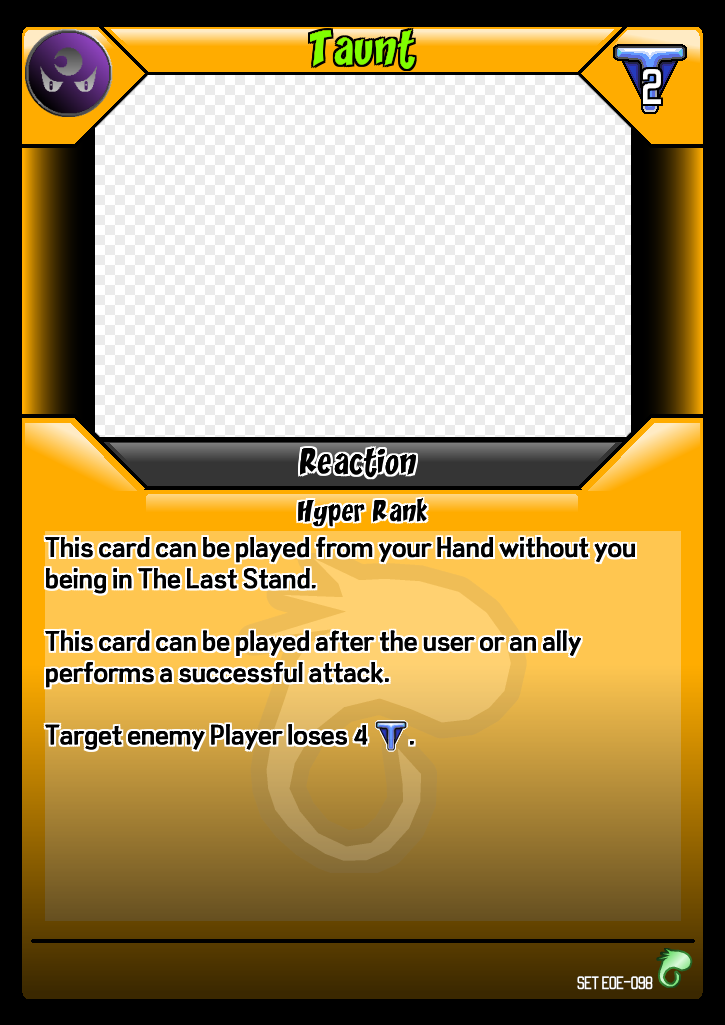 Taunt
2
Reaction
Hyper Rank
This card can be played from your Hand without you
being in The Last Stand.
This card can be played after the user or an ally
performs a successful attack.
Target enemy Player loses 4 T.
SET EOE-098